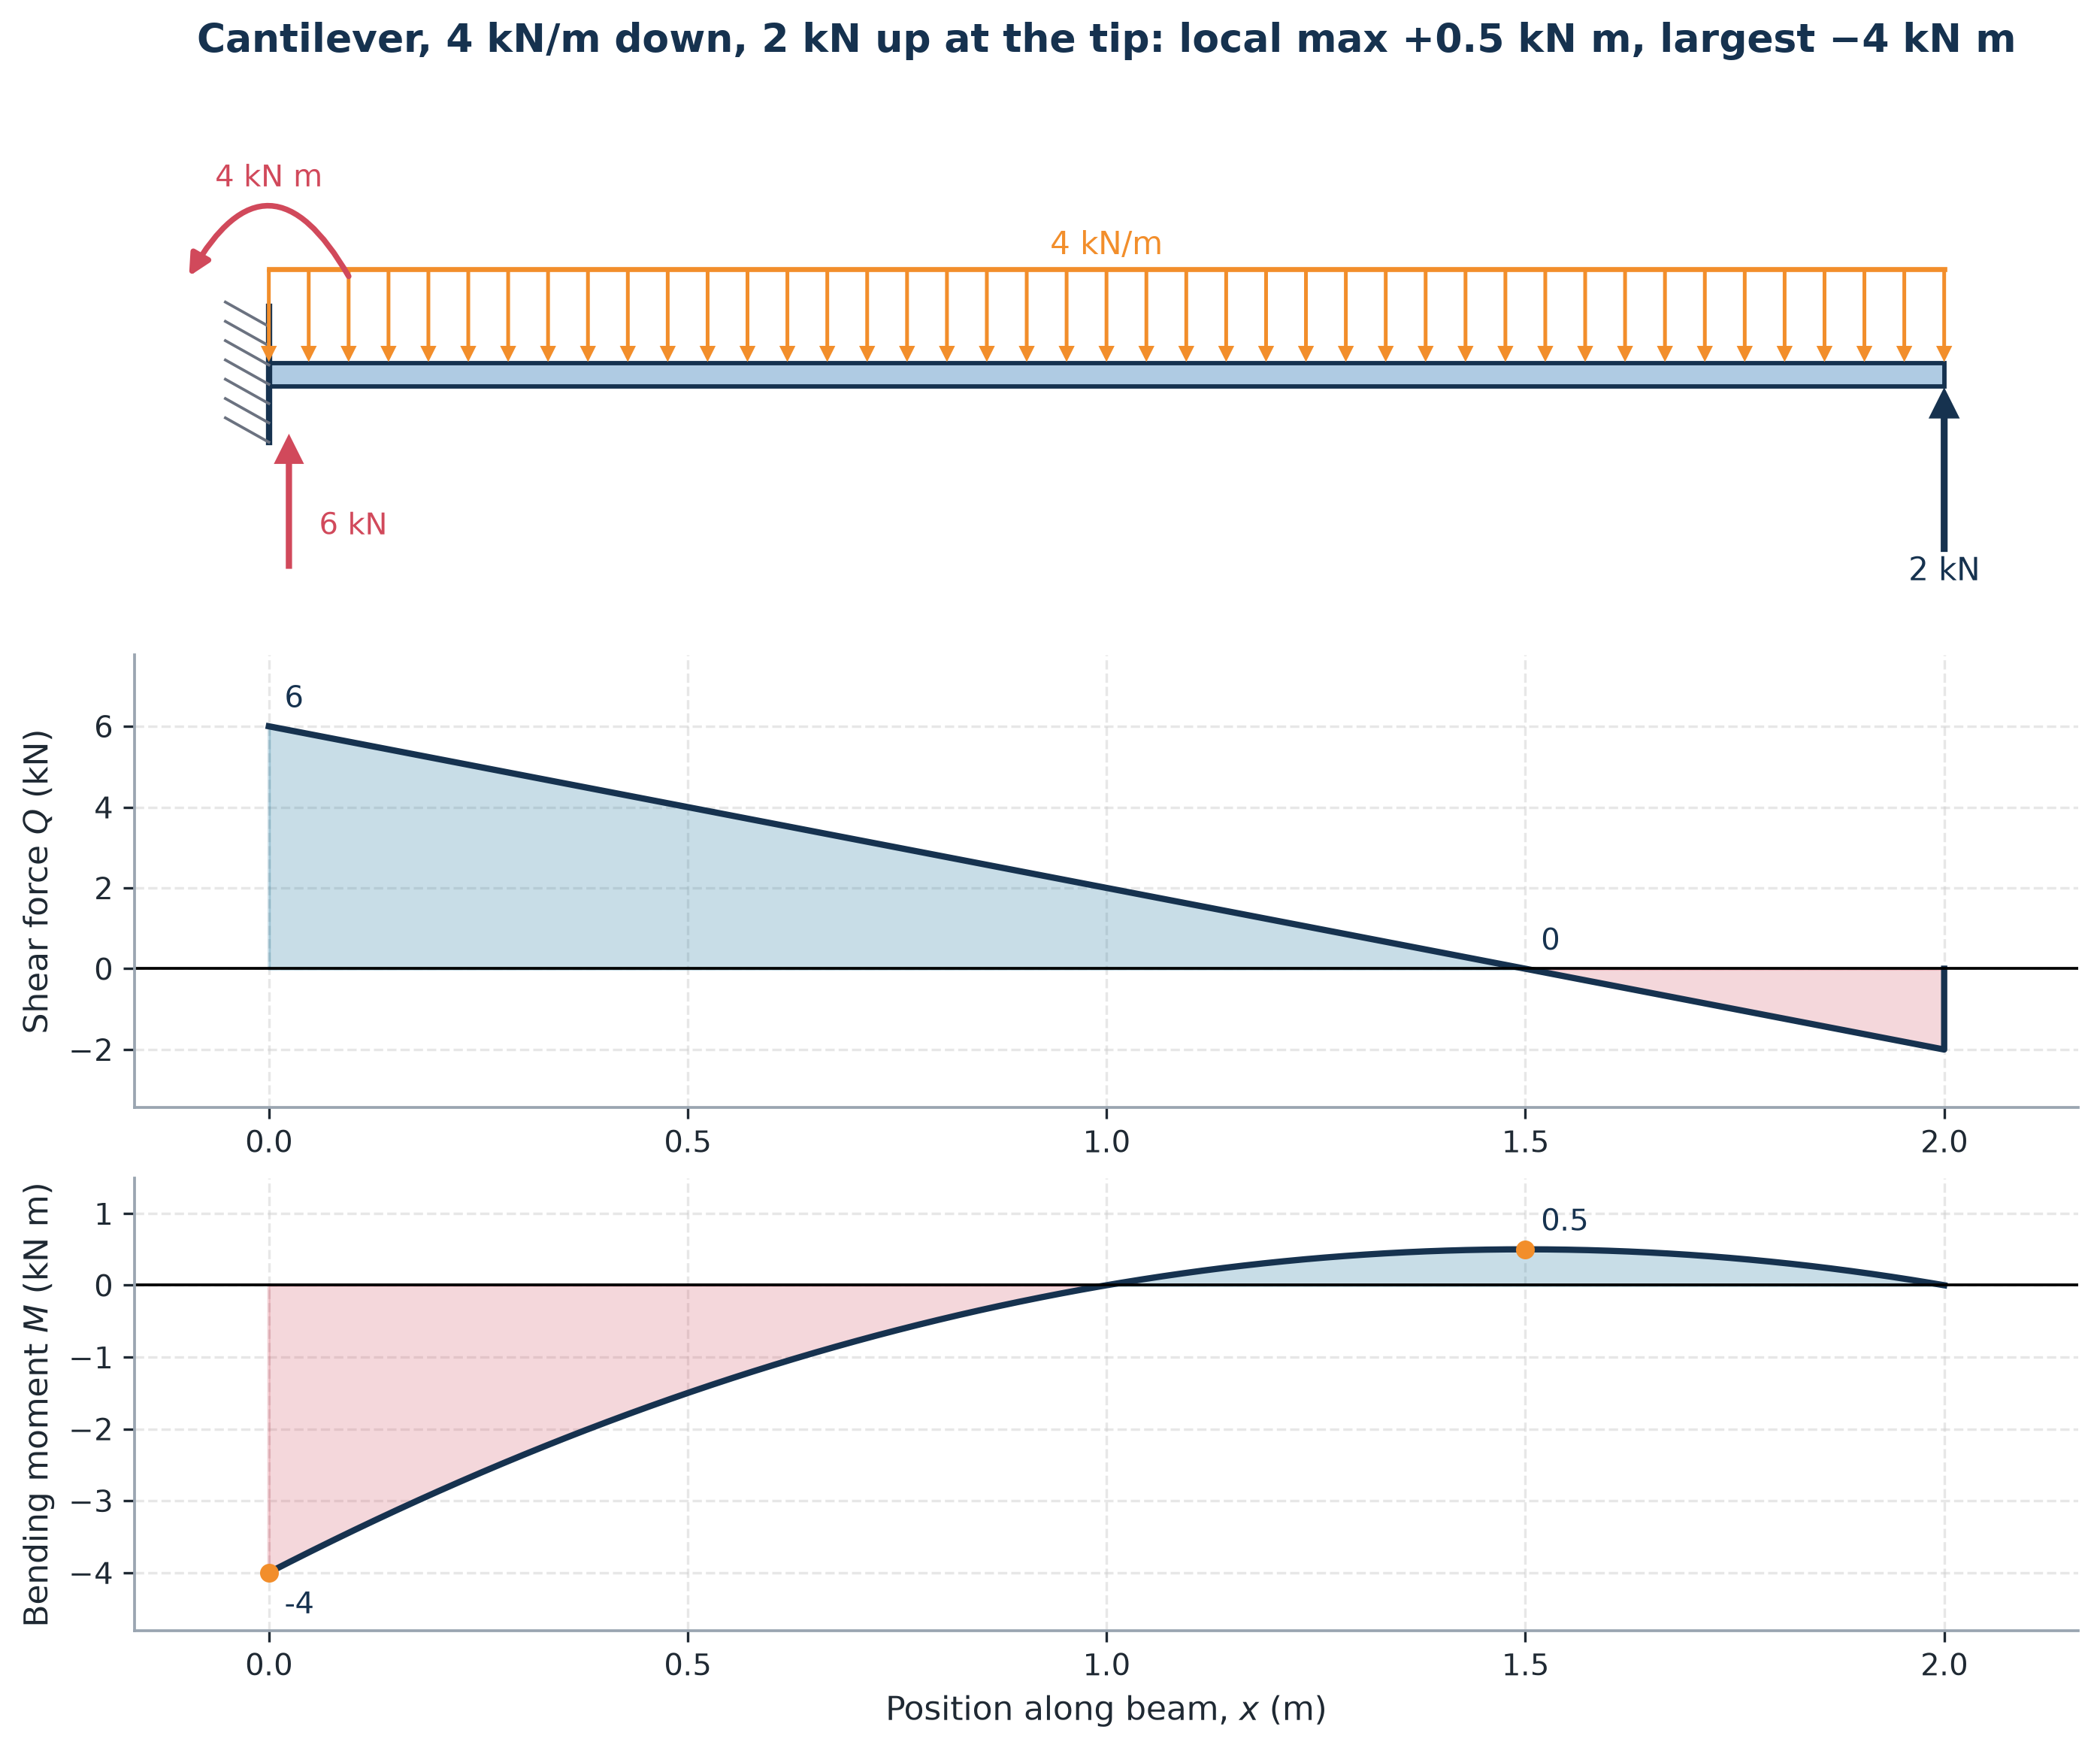 Cantilever, 4 kN/m down, 2 kN up at the tip: local max +0.5 kN m, largest −4 kN m
4 kN m
4 kN/m
6 kN
2 kN
Shear force Q (kN)
6
4
2
0
−2
6
0
0.0 0.5 1.0 1.5 2.0
Bending moment M (kN m)
1
0
−1
−2
−3
−4
0.5
-4
0.0 0.5 1.0 1.5 2.0
Position along beam, x (m)